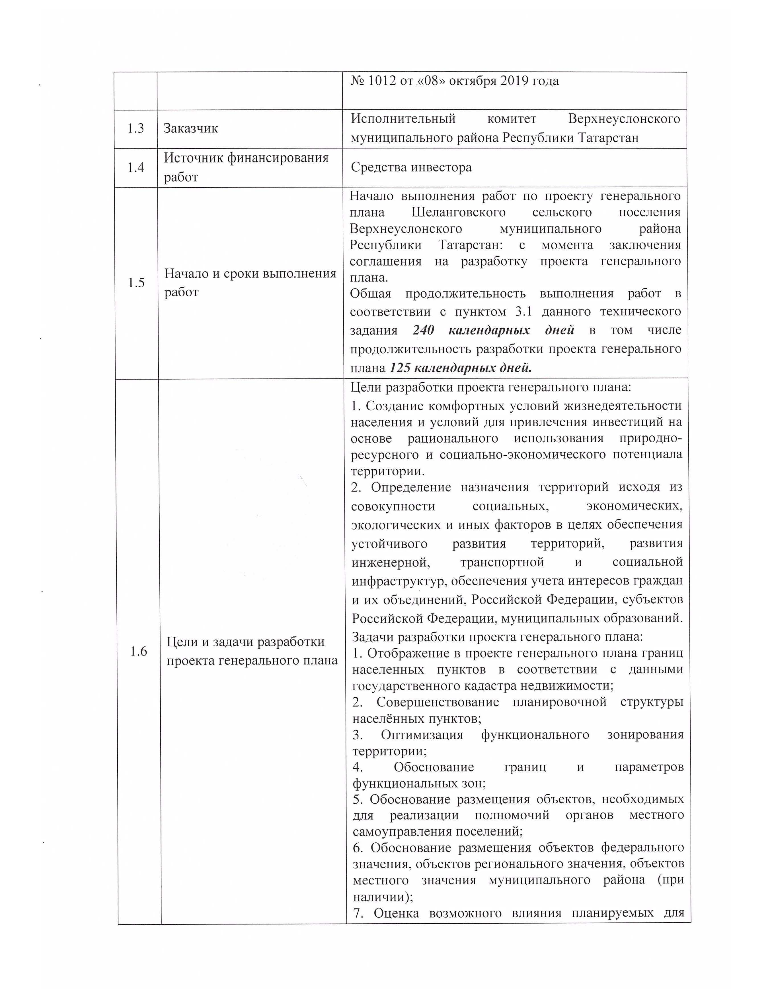 № 1012 от «08» октября 2019 года
1.3
Заказчик
Исполнительный комитет Верхнеуслонского
муниципального района Республики Татарстан
1.4
Источник финансирования
работ
Средства инвестора
1.5
Начало и сроки выполнения
работ
Начало выполнения работ по проекту генерального
плана Шеланговского сельского поселения
Верхнеуслонского муниципального района
Республики Татарстан: с момента заключения
соглашения на разработку проекта генерального
плана.
Общая продолжительность выполнения работ в
соответствии с пунктом 3.1 данного технического
задания 240 календарных дней в том числе
продолжительность разработки проекта генерального
плана 125 календарных дней.
1.6
Цели и задачи разработки
проекта генерального плана
Цели разработки проекта генерального плана:
1. Создание комфортных условий жизнедеятельности
населения и условий для привлечения инвестиций на
основе рационального использования природно-
ресурсного и социально-экономического потенциала
территории.
2. Определение назначения территорий исходя из
совокупности социальных, экономических,
экологических и иных факторов в целях обеспечения
устойчивого развития территорий, развития
инженерной, транспортной и социальной
инфраструктур, обеспечения учета интересов граждан
и их объединений, Российской Федерации, субъектов
Российской Федерации, муниципальных образований.
Задачи разработки проекта генерального плана:
1. Отображение в проекте генерального плана границ
населенных пунктов в соответствии с данными
государственного кадастра недвижимости;
2. Совершенствование планировочной структуры
населённых пунктов;
3. Оптимизация функционального зонирования
территории;
4. Обоснование границ и параметров
функциональных зон;
5. Обоснование размещения объектов, необходимых
для реализации полномочий органов местного
самоуправления поселений;
6. Обоснование размещения объектов федерального
значения, объектов регионального значения, объектов
местного значения муниципального района (при
наличии);
7. Оценка возможного влияния планируемых для